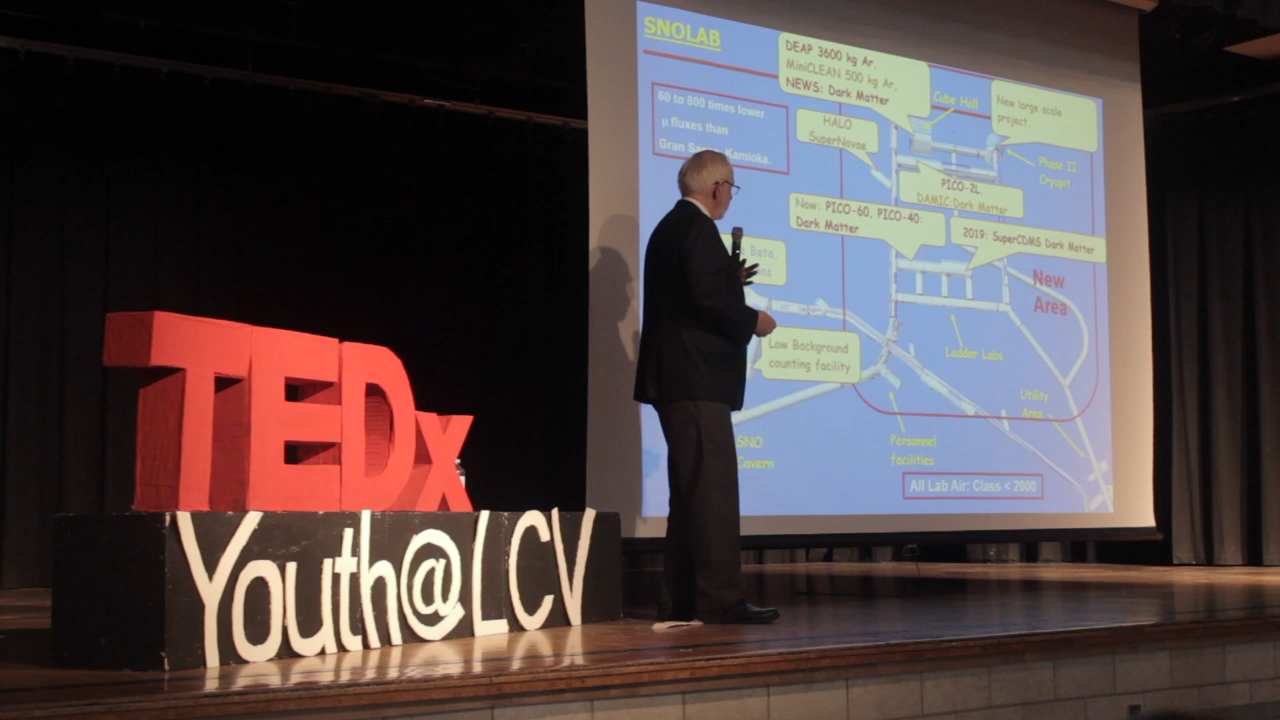 TEDx
Youth@LCV
SNOLAB
60 to 800 times lower
μ fluxes than
Gran Kamioka.
DEAP 3600 kg Ar.
MiniCLEAN 500 kg Ar.
NEWS: Dark Matter
Cube Hall
New large scale
project.
HALO
SuperNovae
Phase II
Cryopit
PICO-2L,
DAMIC Dark Matter
Now: PICO-60, PICO-40:
Dark Matter
2019: SuperCDMS Dark Matter
Beta,
New
Area
Low Background
counting facility
Ladder Labs
Utility
Area
SNO
Cavern
Personnel
facilities
All Lab Air: Class < 2000